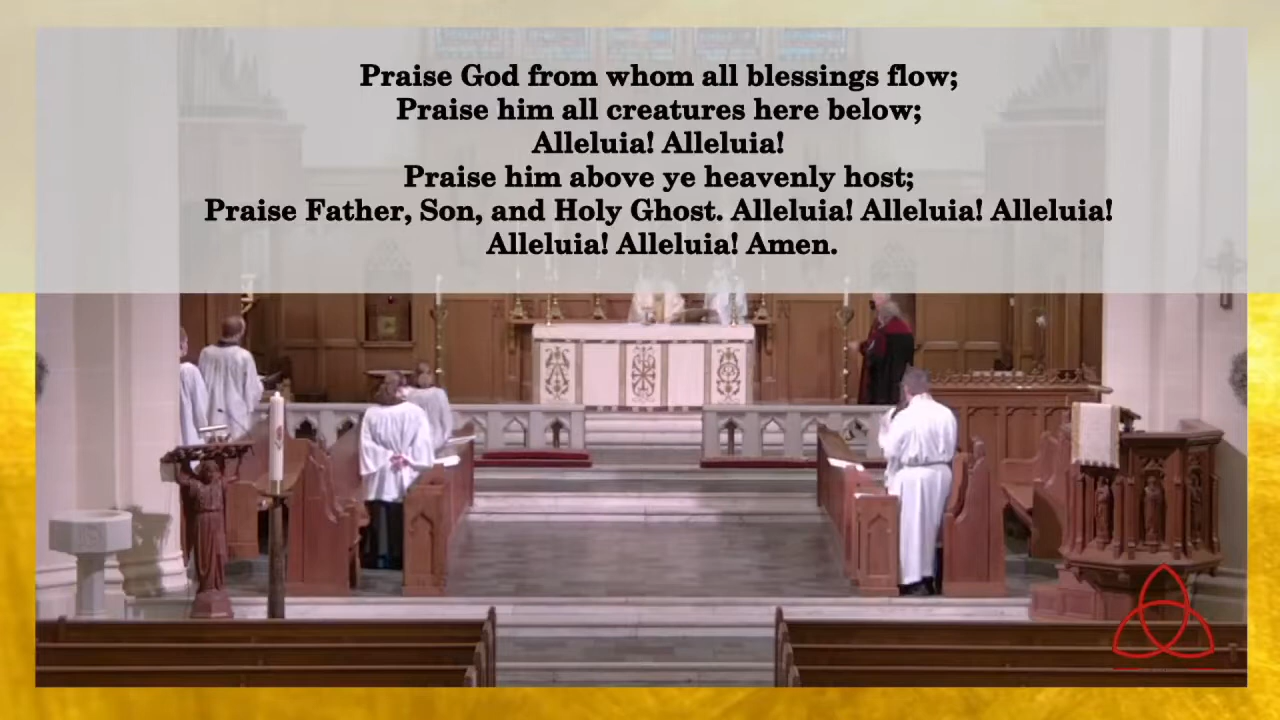 Praise God from whom all blessings flow;
Praise him all creatures here below;
Alleluia! Alleluia!
Praise him above ye heavenly host;
Praise Father, Son, and Holy Ghost. Alleluia! Alleluia! Alleluia!
Alleluia! Alleluia! Amen.